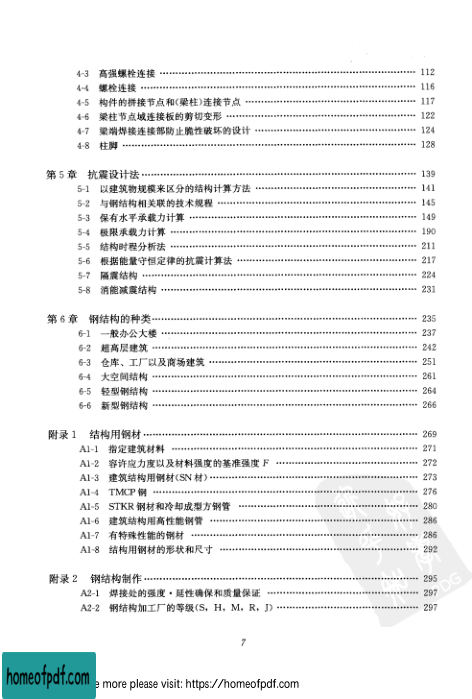 4-3 高强螺栓连接 …… 112
4-4 螺栓连接 …… 116
4-5 构件的拼接节点和(梁柱)连接节点 …… 117
4-6 梁柱节点域连接板的剪切变形 …… 122
4-7 梁端焊接连接部防止脆性破坏的设计 …… 124
4-8 柱脚 …… 128
第 5 章 抗震设计法 …… 139
5-1 以建筑物规模来区分的结构计算方法 …… 141
5-2 与钢结构相关联的技术规程 …… 145
5-3 保有水平承载力计算 …… 149
5-4 极限承载力计算 …… 190
5-5 结构时程分析法 …… 211
5-6 根据能量守恒定律的抗震计算法 …… 217
5-7 隔震结构 …… 224
5-8 消能减震结构 …… 231
第 6 章 钢结构的种类 …… 235
6-1 一般办公大楼 …… 237
6-2 超高层建筑 …… 242
6-3 仓库、工厂以及商场建筑 …… 251
6-4 大空间结构 …… 261
6-5 轻型钢结构 …… 264
6-6 新型钢结构 …… 266
附录 1 结构用钢材 …… 269
A1-1 指定建筑材料 …… 271
A1-2 容许应力度以及材料强度的基准强度 F …… 272
A1-3 建筑结构用钢材(SN 材) …… 273
A1-4 TMCP 钢 …… 276
A1-5 STKR 钢材和冷却成型方钢管 …… 280
A1-6 建筑结构用高性能钢管 …… 286
A1-7 有特殊性能的钢材 …… 286
A1-8 结构用钢材的形状和尺寸 …… 292
附录 2 钢结构制作 …… 295
A2-1 焊接处的强度・延性确保和质量保证 …… 297
A2-2 钢结构加工厂的等级(S, H, M, R, J) …… 297
7
homeofpdf.com
e more please visit: https://homeofpdf.com